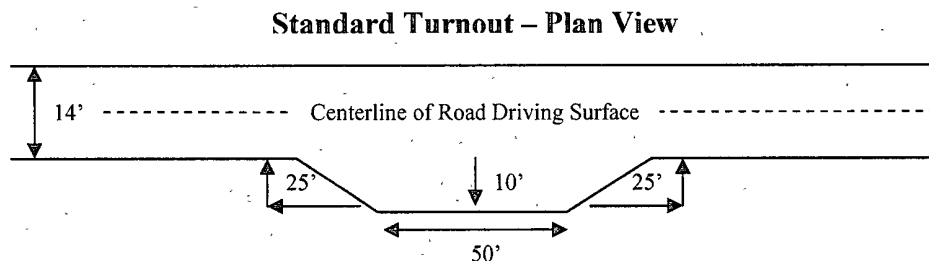 Standard Turnout – Plan View
14’
Centerline of Road Driving Surface
25’
10’
25’
50’